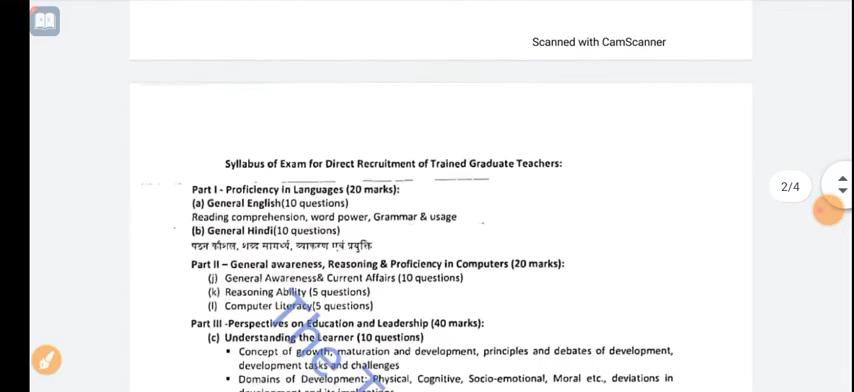 Scanned with CamScanner
Syllabus of Exam for Direct Recruitment of Trained Graduate Teachers:
2/4
Part I - Proficiency in Languages (20 marks):
(a) General English(10 questions)
Reading comprehension, word power, Grammar & usage
(b) General Hindi(10 questions)
पठन कौशल, शब्द सामर्थ्य, व्याकरण एवं प्रयुक्ति
Part II – General awareness, Reasoning & Proficiency in Computers (20 marks):
(j) General Awareness& Current Affairs (10 questions)
(k) Reasoning Ability (5 questions)
(l) Computer Literacy(5 questions)
Part III -Perspectives on Education and Leadership (40 marks):
(c) Understanding the Learner (10 questions)
▪ Concept of growth, maturation and development, principles and debates of development,
development tasks and challenges
▪ Domains of Development: Physical, Cognitive, Socio-emotional, Moral etc., deviations in
The